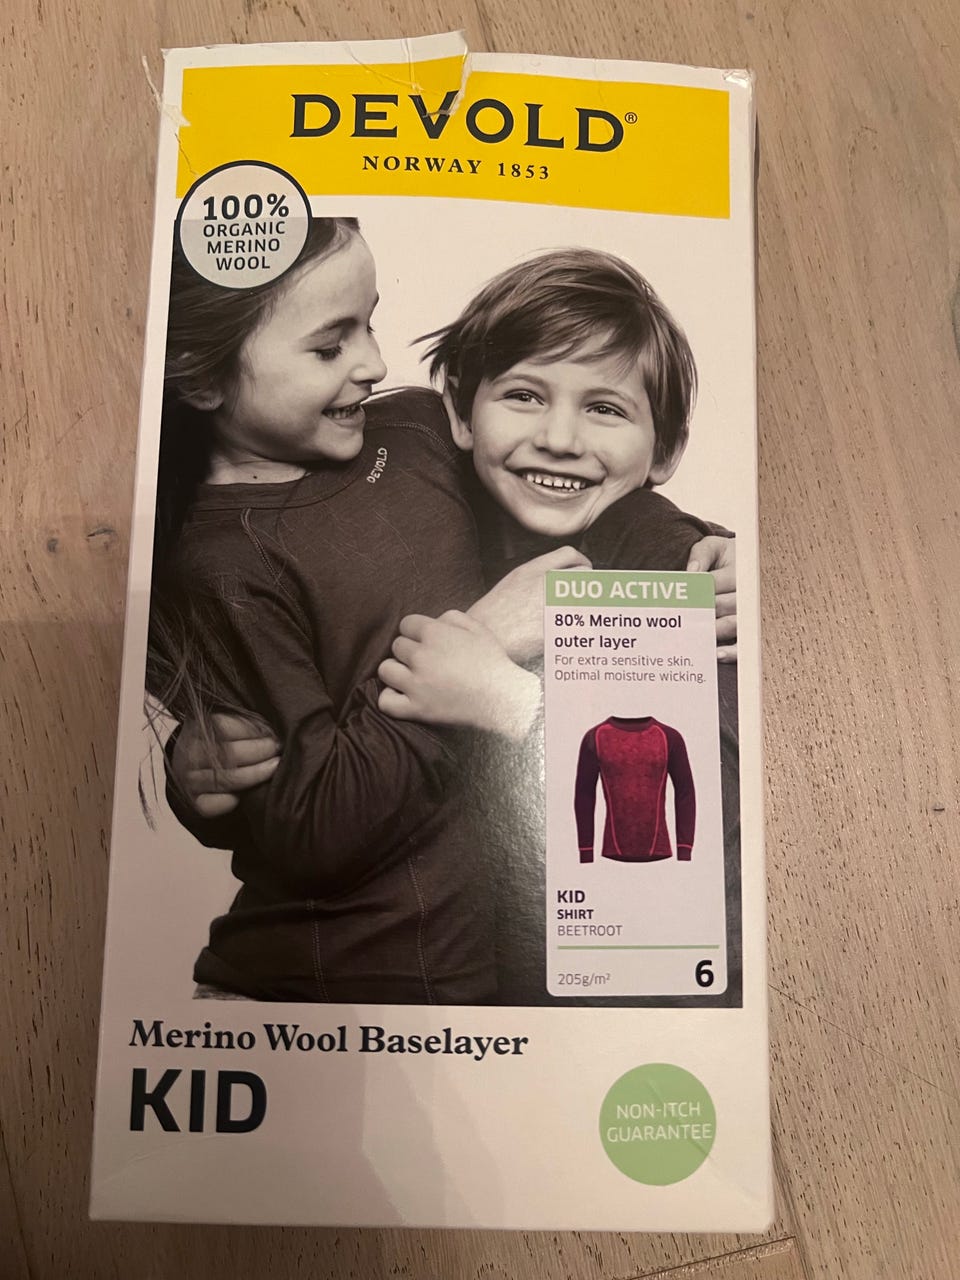 DEVOLD®
NORWAY 1853
100%
ORGANIC
MERINO
WOOL
DEVOLD
DUO ACTIVE
80% Merino wool
outer layer
For extra sensitive skin.
Optimal moisture wicking.
KID
SHIRT
BEETROOT
205g/m²
6
Merino Wool Baselayer
KID
NON-ITCH
GUARANTEE